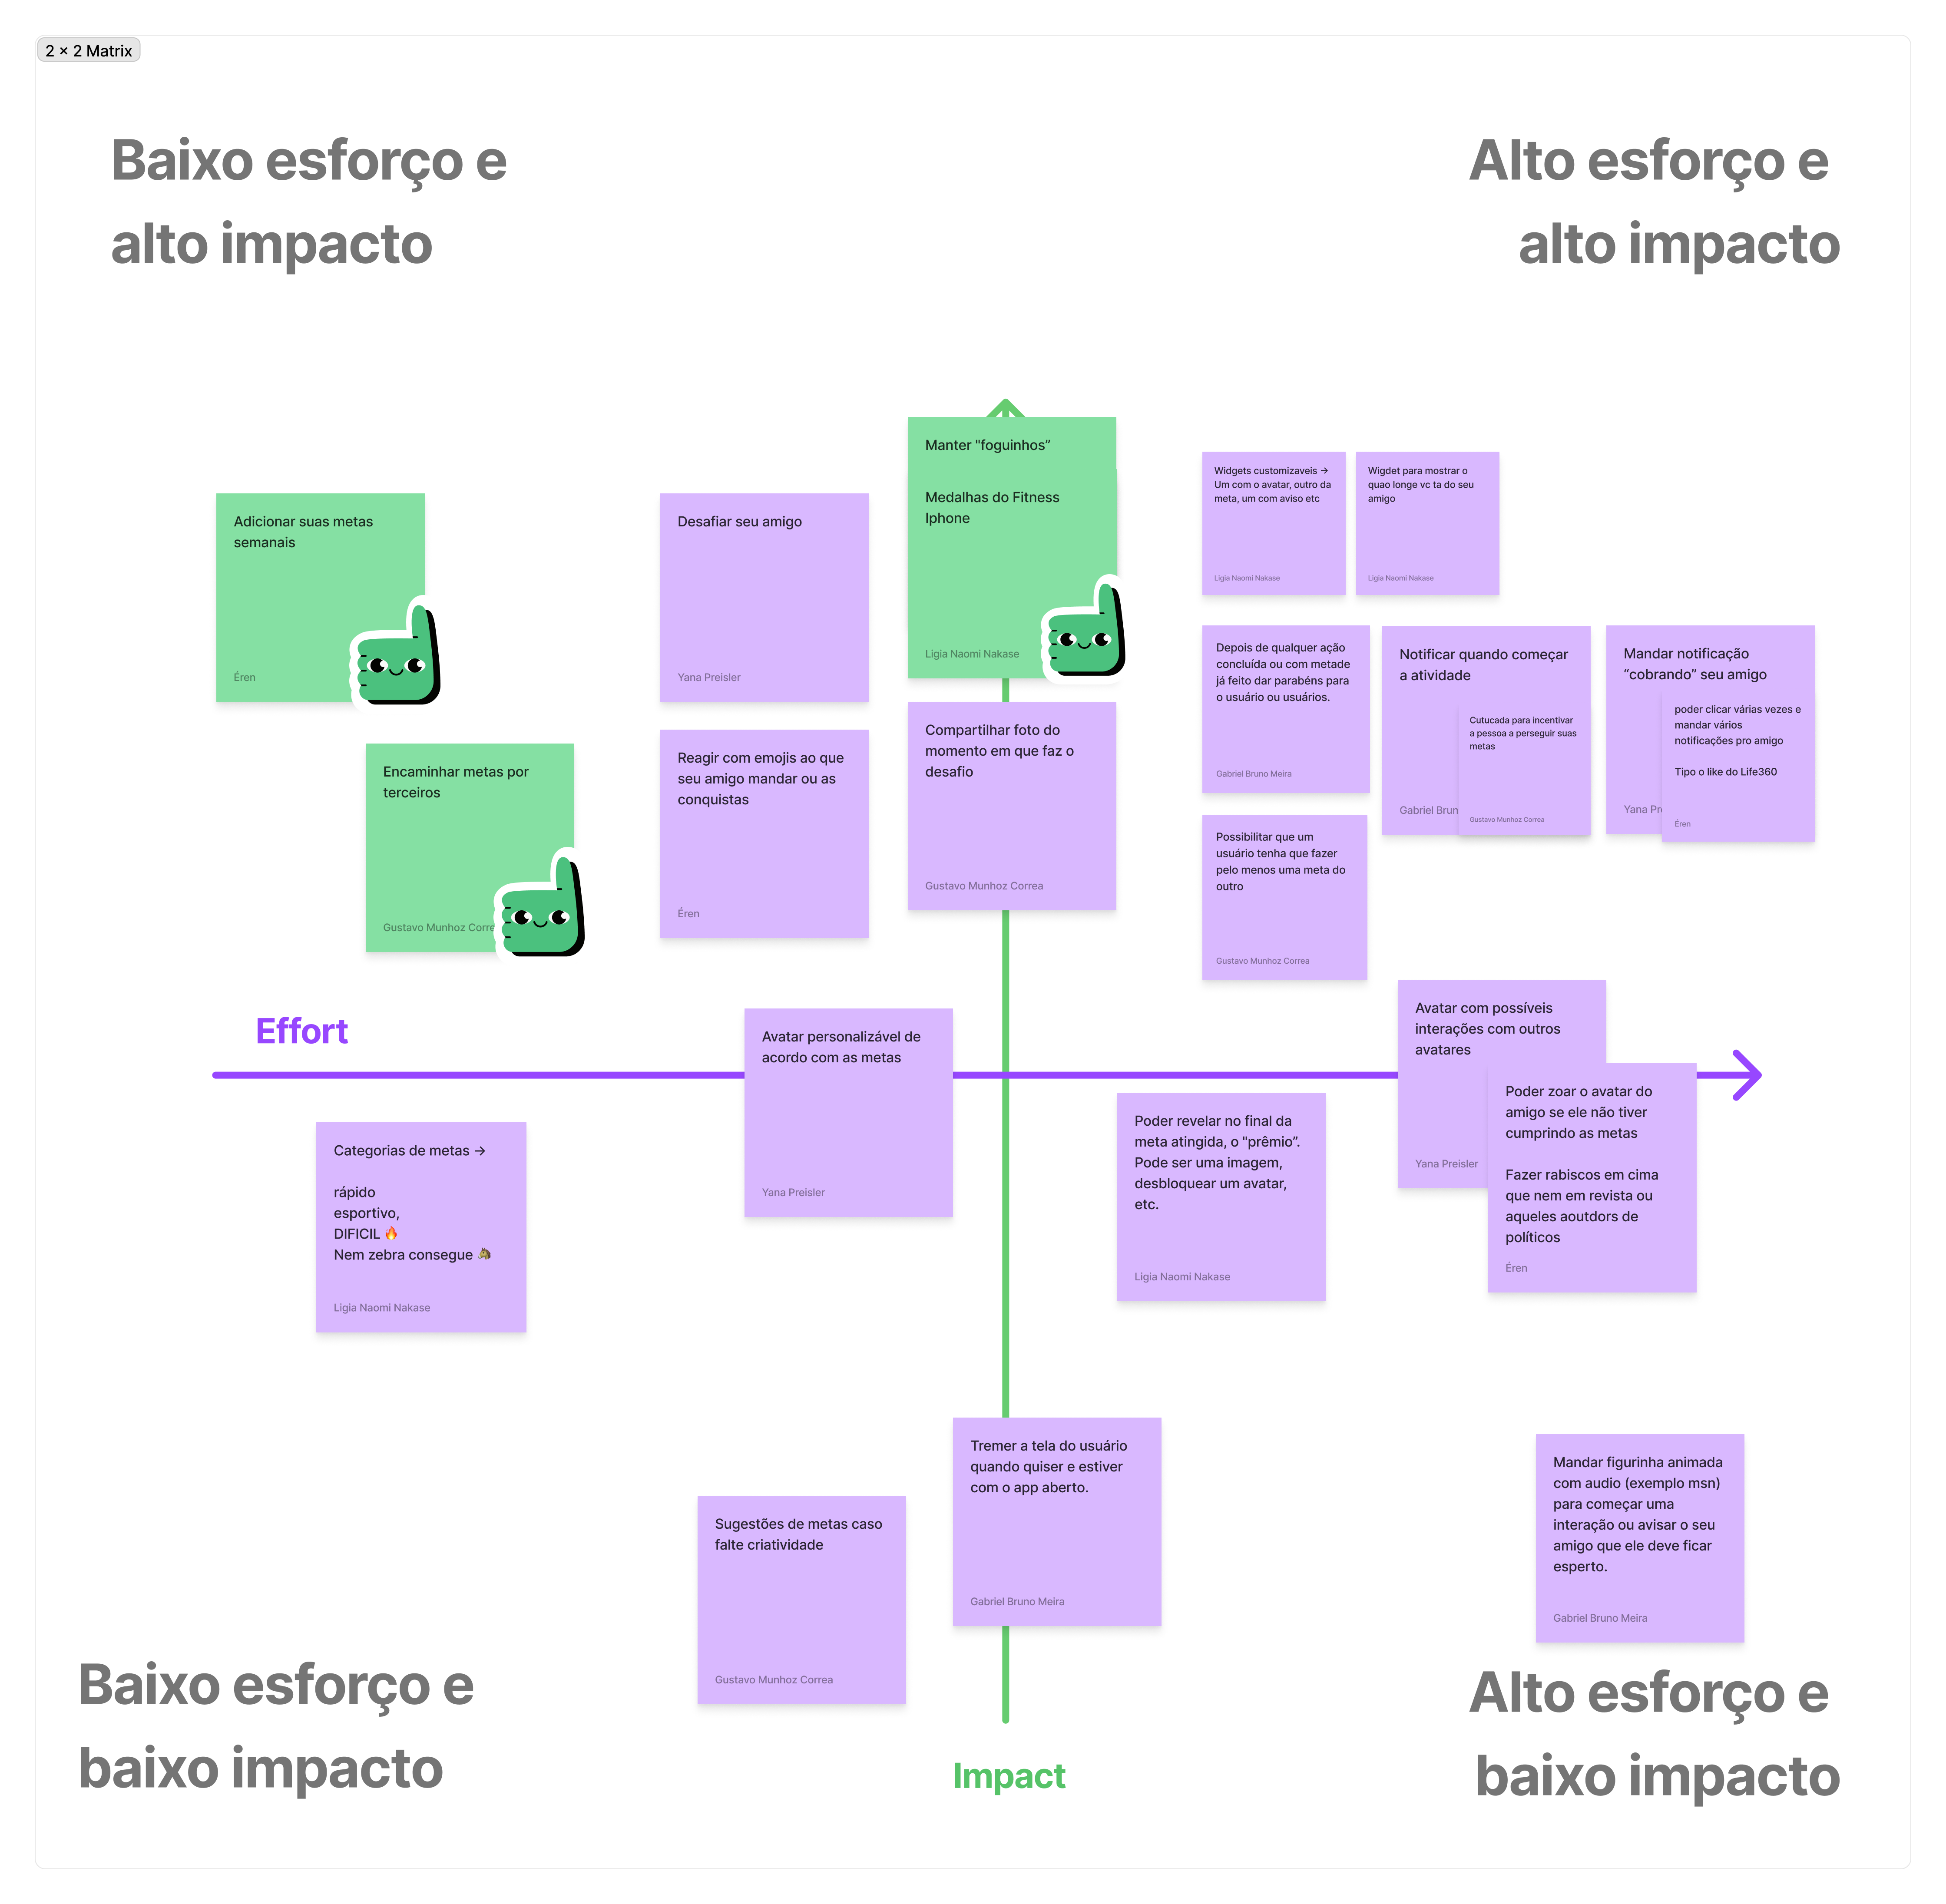 2 × 2 Matrix
Baixo esforço e
alto impacto
Alto esforço e
alto impacto
Manter "foguinhos”
Medalhas do Fitness
Iphone
Ligia Naomi Nakase
Widgets customizaveis →
Um com o avatar, outro da
meta, um com aviso etc
Ligia Naomi Nakase
Wigdet para mostrar o
quao longe vc ta do seu
amigo
Ligia Naomi Nakase
Adicionar suas metas
semanais
Éren
Desafiar seu amigo
Yana Preisler
Depois de qualquer ação
concluída ou com metade
já feito dar parabéns para
o usuário ou usuários.
Gabriel Bruno Meira
Notificar quando começar
a atividade
Gabriel Brun
Cutucada para incentivar
a pessoa a perseguir suas
metas
Gustavo Munhoz Correa
Mandar notificação
“cobrando” seu amigo
Yana Pr
poder clicar várias vezes e
mandar vários
notificações pro amigo
Tipo o like do Life360
Éren
Encaminhar metas por
terceiros
Gustavo Munhoz Corre
Reagir com emojis ao que
seu amigo mandar ou as
conquistas
Éren
Compartilhar foto do
momento em que faz o
desafio
Gustavo Munhoz Correa
Possibilitar que um
usuário tenha que fazer
pelo menos uma meta do
outro
Gustavo Munhoz Correa
Effort
Avatar personalizável de
acordo com as metas
Yana Preisler
Avatar com possíveis
interações com outros
avatares
Yana Preisler
Poder zoar o avatar do
amigo se ele não tiver
cumprindo as metas
Fazer rabiscos em cima
que nem em revista ou
aqueles aoutdors de
políticos
Éren
Categorias de metas →
rápido
esportivo,
DIFICIL 🔥
Nem zebra consegue 🦓
Ligia Naomi Nakase
Poder revelar no final da
meta atingida, o "prêmio”.
Pode ser uma imagem,
desbloquear um avatar,
etc.
Ligia Naomi Nakase
Tremer a tela do usuário
quando quiser e estiver
com o app aberto.
Gabriel Bruno Meira
Sugestões de metas caso
falte criatividade
Gustavo Munhoz Correa
Mandar figurinha animada
com audio (exemplo msn)
para começar uma
interação ou avisar o seu
amigo que ele deve ficar
esperto.
Gabriel Bruno Meira
Baixo esforço e
baixo impacto
Impact
Alto esforço e
baixo impacto